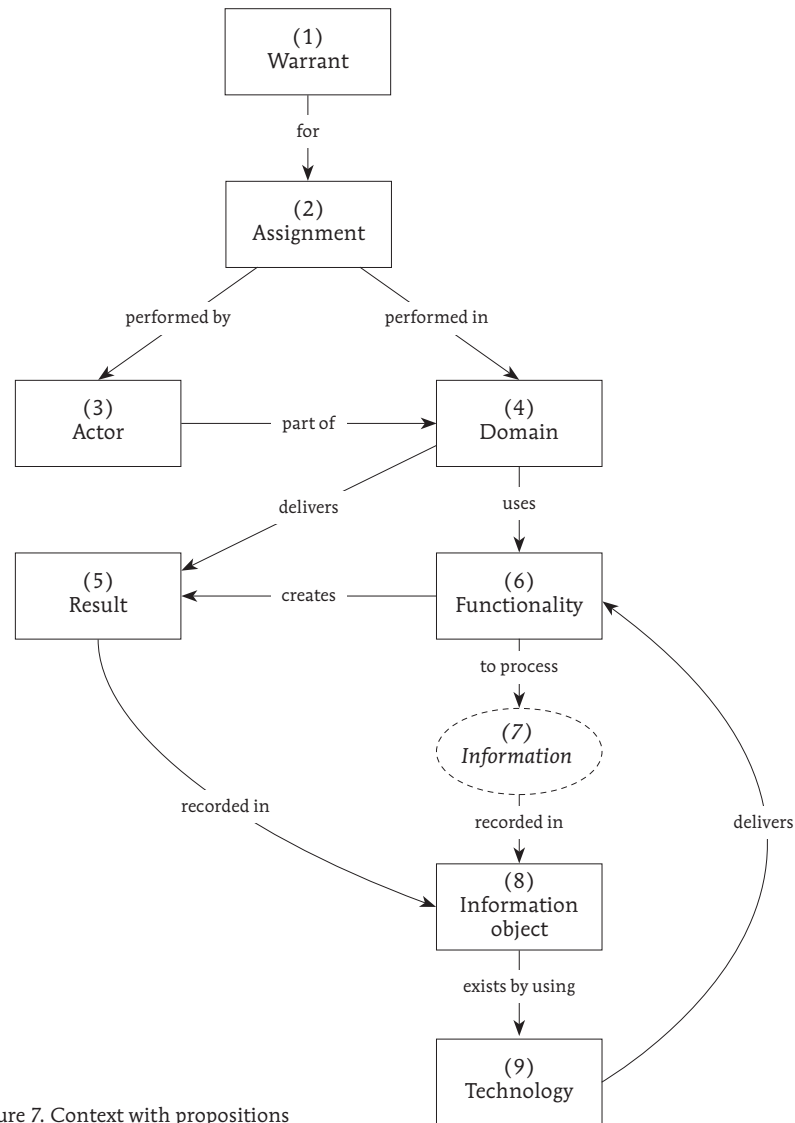 (1)
Warrant
for
(2)
Assignment
performed by
performed in
(3)
Actor
part of
(4)
Domain
delivers
uses
(5)
Result
creates
(6)
Functionality
to process
(7)
Information
recorded in
recorded in
delivers
(8)
Information
object
exists by using
(9)
Technology
ure 7. Context with propositions